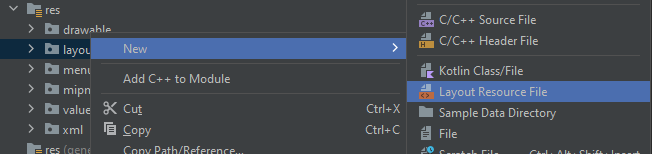 res
drawable
layou
menu
mipm
value
xml
res (gene
New
Add C++ to Module
Cut Ctrl+X
Copy Ctrl+C
Copy Path/Reference...
C/C++ Source File
C/C++ Header File
Kotlin Class/File
Layout Resource File
Sample Data Directory
File
Scratch File Ctrl+Alt+Shift+Insert